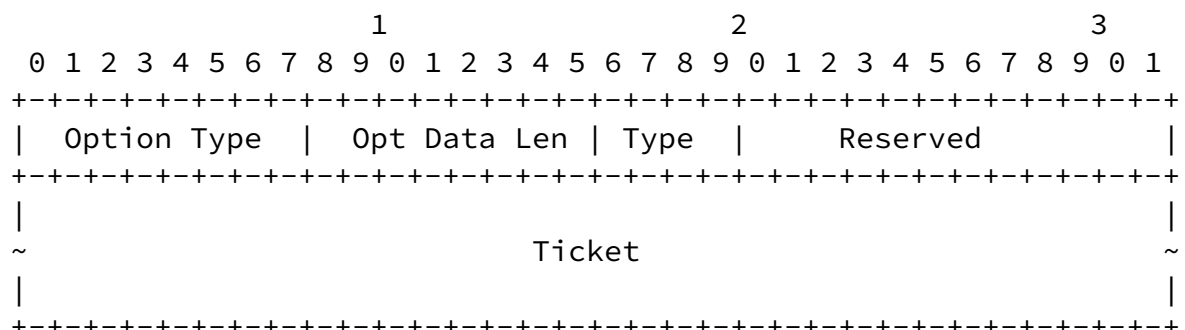 1                   2                   3
 0 1 2 3 4 5 6 7 8 9 0 1 2 3 4 5 6 7 8 9 0 1 2 3 4 5 6 7 8 9 0 1
+-+-+-+-+-+-+-+-+-+-+-+-+-+-+-+-+-+-+-+-+-+-+-+-+-+-+-+-+-+-+-+-+
|  Option Type  |  Opt Data Len | Type  |     Reserved          |
+-+-+-+-+-+-+-+-+-+-+-+-+-+-+-+-+-+-+-+-+-+-+-+-+-+-+-+-+-+-+-+-+
|                                                               |
~                            Ticket                             ~
|                                                               |
+-+-+-+-+-+-+-+-+-+-+-+-+-+-+-+-+-+-+-+-+-+-+-+-+-+-+-+-+-+-+-+-+